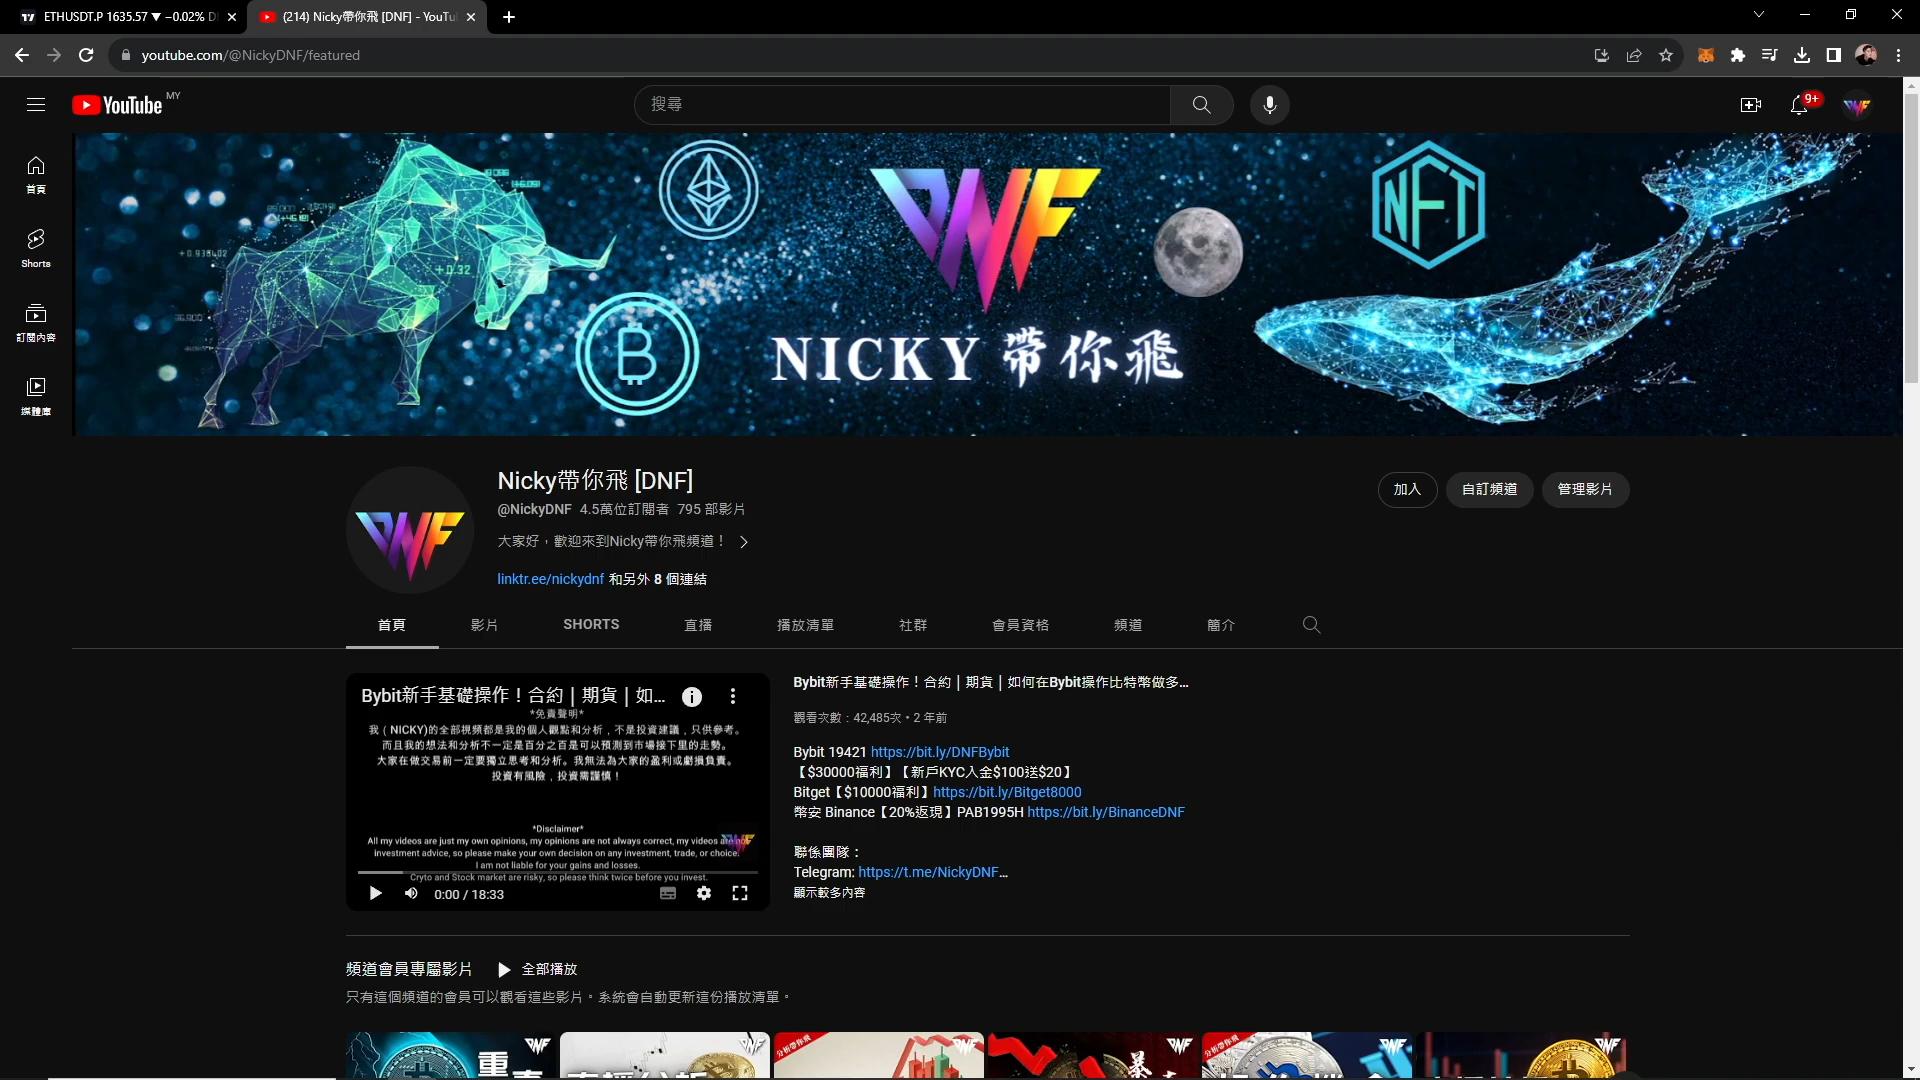 ETHUSDT.P 1635.57 ▼ −0.02%
(214) Nicky帶你飛 [DNF] - YouTu
youtube.com/@NickyDNF/featured
YouTube MY
搜尋
9+
首頁
Shorts
訂閱內容
媒體庫
+0.32
B
DNF
NFT
NICKY 帶你飛
Nicky帶你飛 [DNF]
@NickyDNF 4.5萬位訂閱者 795 部影片
大家好，歡迎來到Nicky帶你飛頻道！
linktr.ee/nickydnf 和另外 8 個連結
加入
自訂頻道
管理影片
首頁 影片 SHORTS 直播 播放清單 社群 會員資格 頻道 簡介
Bybit新手基礎操作！合約 | 期貨 | 如...
*免責聲明*
我（NICKY)的全部視頻都是我的個人觀點和分析，不是投資建議，只供參考。
而且我的想法和分析不一定是百分之百是可以預測到市場接下里的走勢。
大家在做交易前一定要獨立思考和分析。我無法為大家的盈利或虧損負責。
投資有風險，投資需謹慎！
*Disclaimer*
All my videos are just my own opinions, my opinions are not always correct, my videos are not
investment advice, so please make your own decision on any investment, trade, or choice.
I am not liable for your gains and losses.
Cryto and Stock market are risky, so please think twice before you invest.
0:00 / 18:33
Bybit新手基礎操作！合約 | 期貨 | 如何在Bybit操作比特幣做多...
觀看次數：42,485次 • 2 年前
Bybit 19421 https://bit.ly/DNFBybit
【$30000福利】【新戶KYC入金$100送$20】
Bitget【$10000福利】https://bit.ly/Bitget8000
幣安 Binance【20%返現】PAB1995H https://bit.ly/BinanceDNF
聯係團隊：
Telegram: https://t.me/NickyDNF...
顯示較多內容
頻道會員專屬影片 全部播放
只有這個頻道的會員可以觀看這些影片。系統會自動更新這份播放清單。